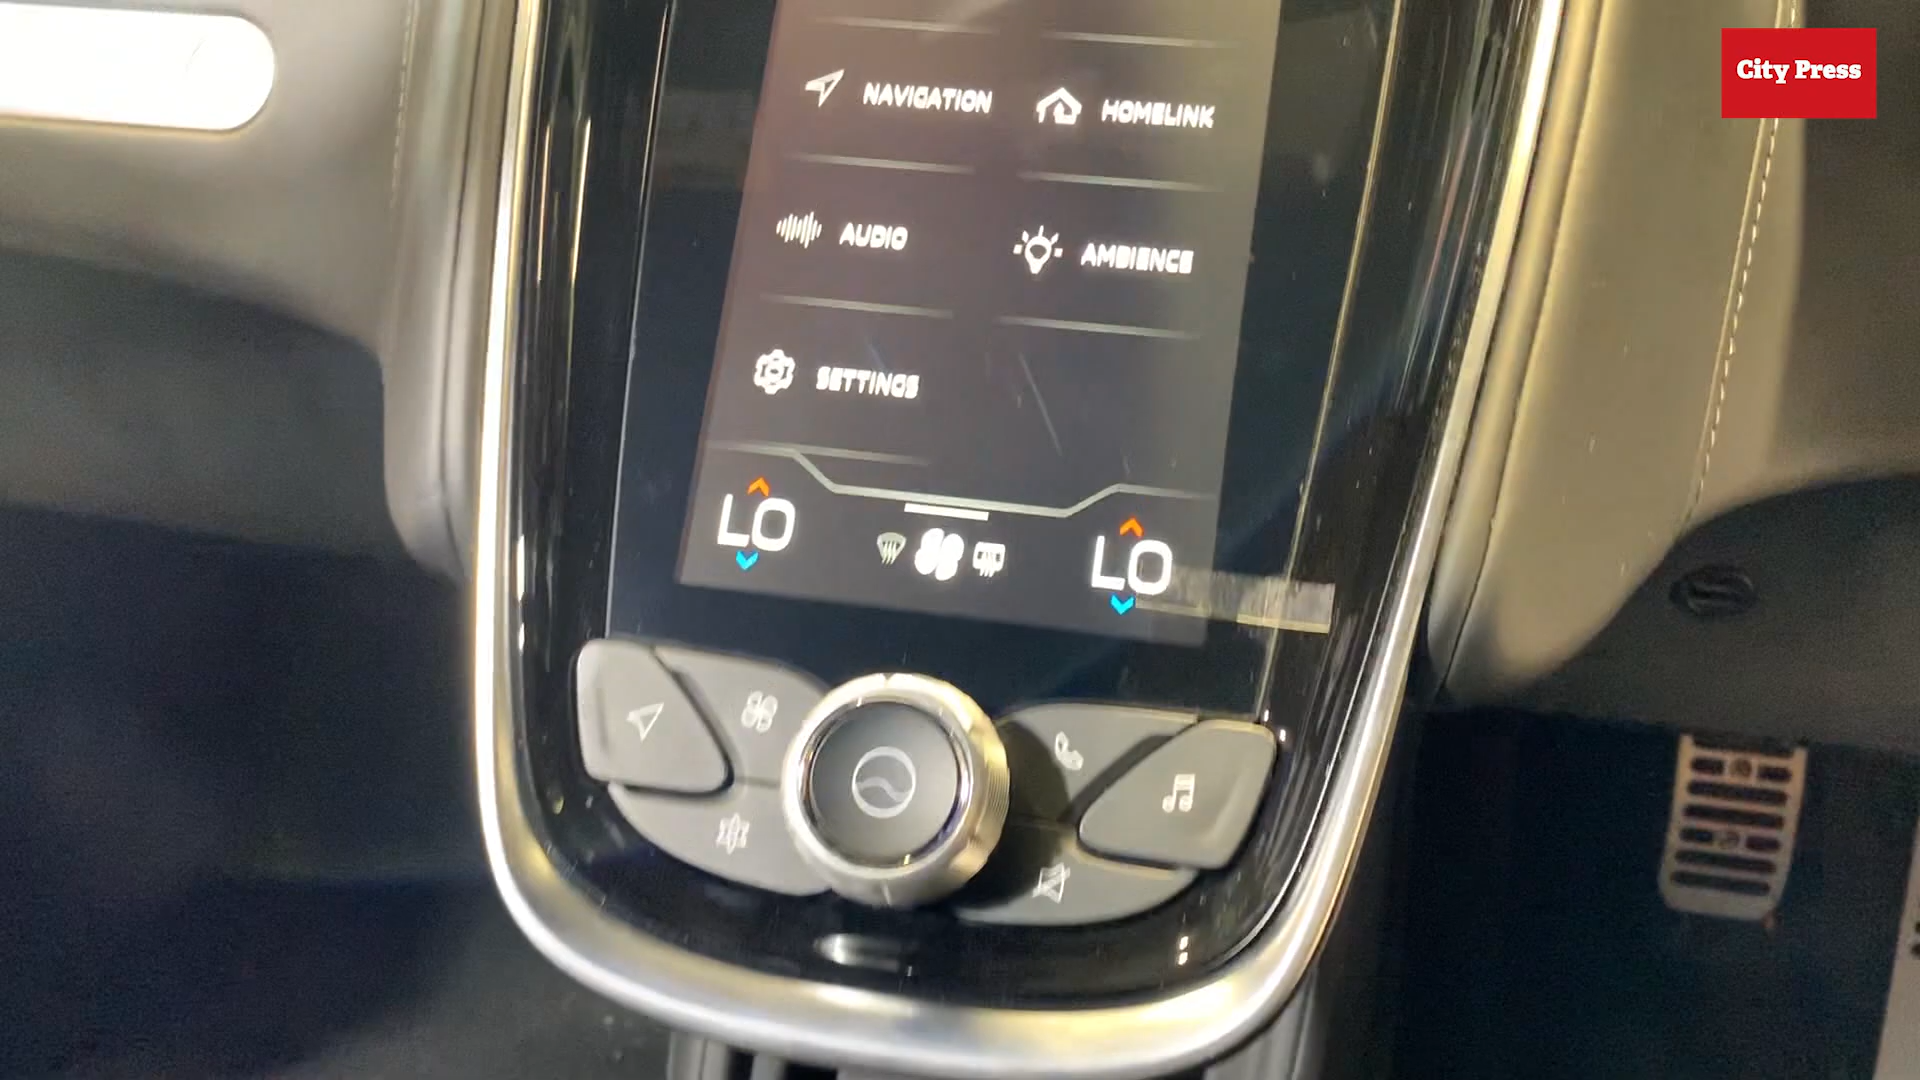 City Press
NAVIGATION
HOMELINK
AUDIO
AMBIENCE
SETTINGS
LO
LO